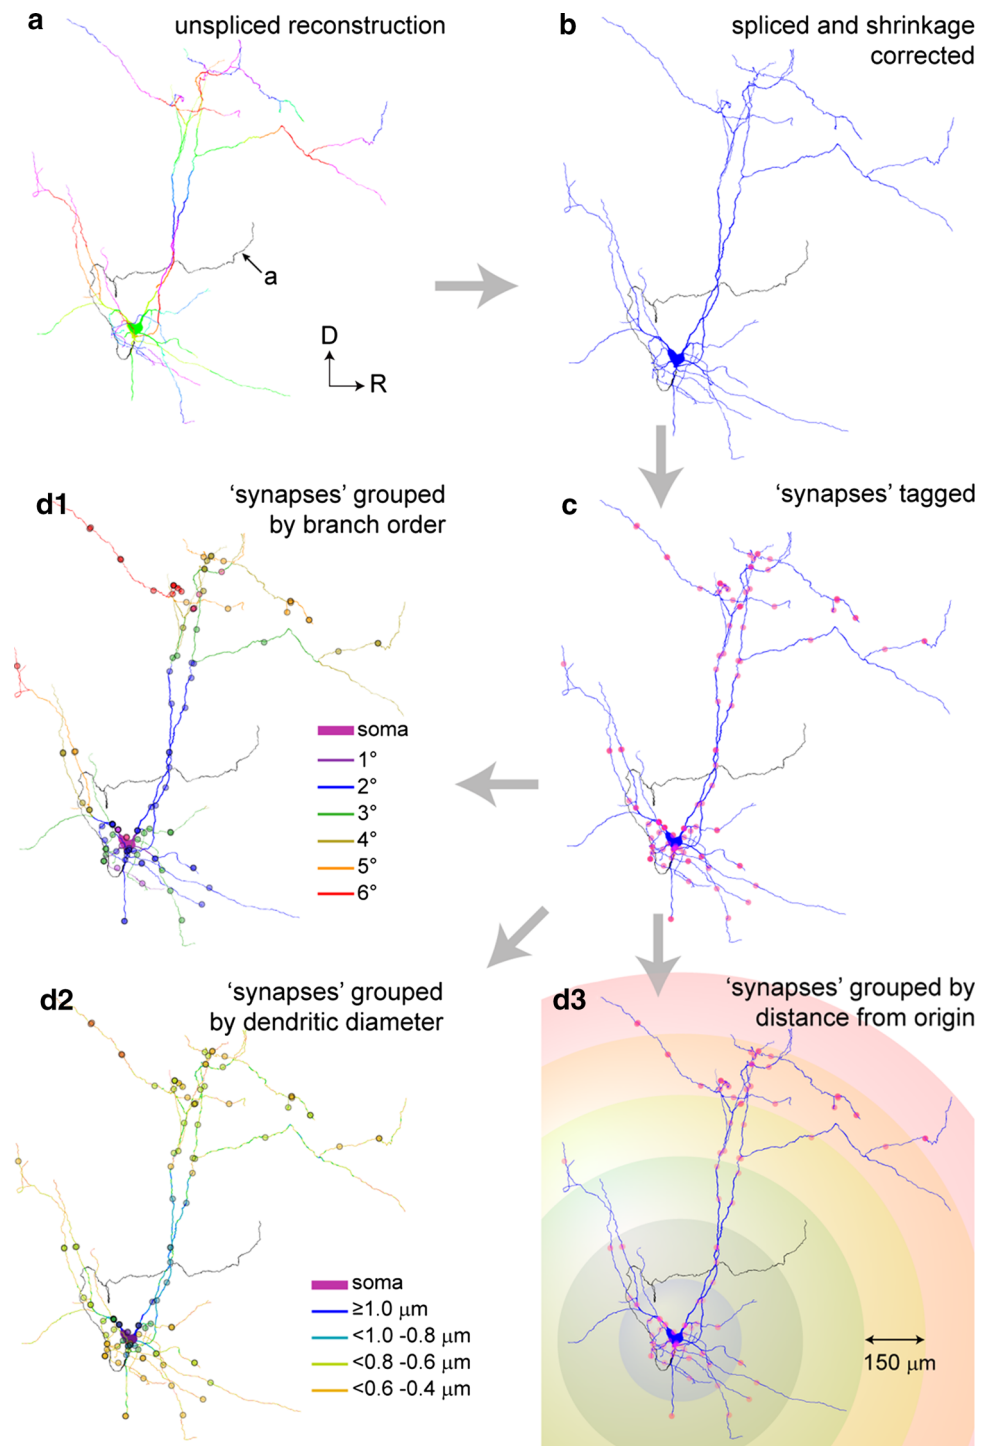 a
unspliced reconstruction
a
D
R
b
spliced and shrinkage
corrected
d1
‘synapses’ grouped
by branch order
soma
1°
2°
3°
4°
5°
6°
c
‘synapses’ tagged
d2
‘synapses’ grouped
by dendritic diameter
soma
≥1.0 μm
<1.0 -0.8 μm
<0.8 -0.6 μm
<0.6 -0.4 μm
d3
‘synapses’ grouped by
distance from origin
150 μm